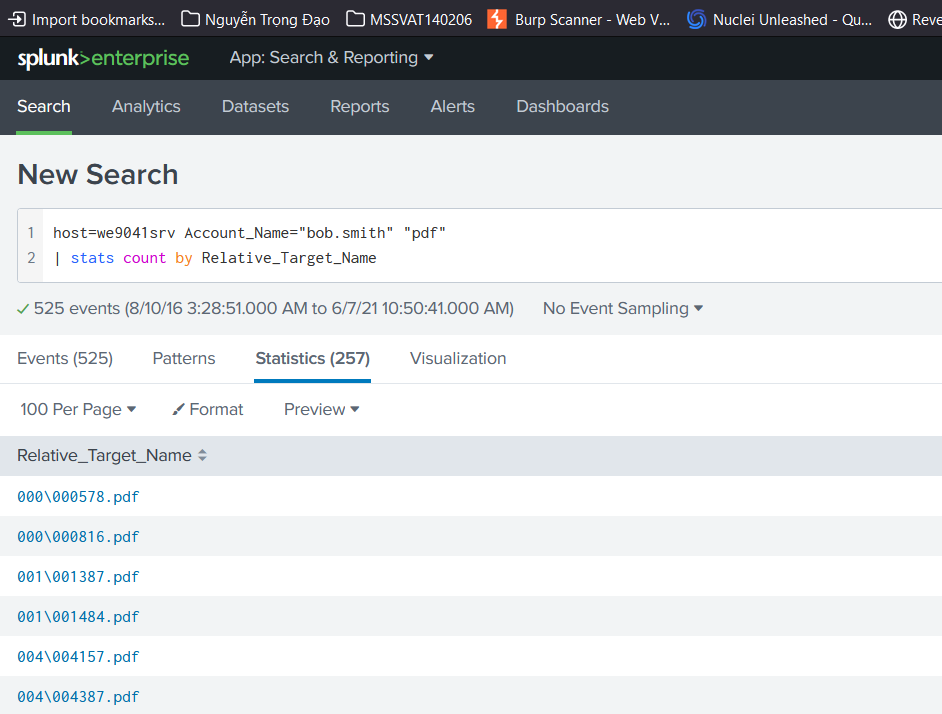 Import bookmarks... Nguyễn Trọng Đạo MSSVAT140206 Burp Scanner - Web V... Nuclei Unleashed - Qu... Reve
splunk>enterprise App: Search & Reporting
Search Analytics Datasets Reports Alerts Dashboards
New Search
1 host=we9041srv Account_Name="bob.smith" "pdf"
2 | stats count by Relative_Target_Name
525 events (8/10/16 3:28:51.000 AM to 6/7/21 10:50:41.000 AM) No Event Sampling
Events (525) Patterns Statistics (257) Visualization
100 Per Page Format Preview
Relative_Target_Name
000\000578.pdf
000\000816.pdf
001\001387.pdf
001\001484.pdf
004\004157.pdf
004\004387.pdf